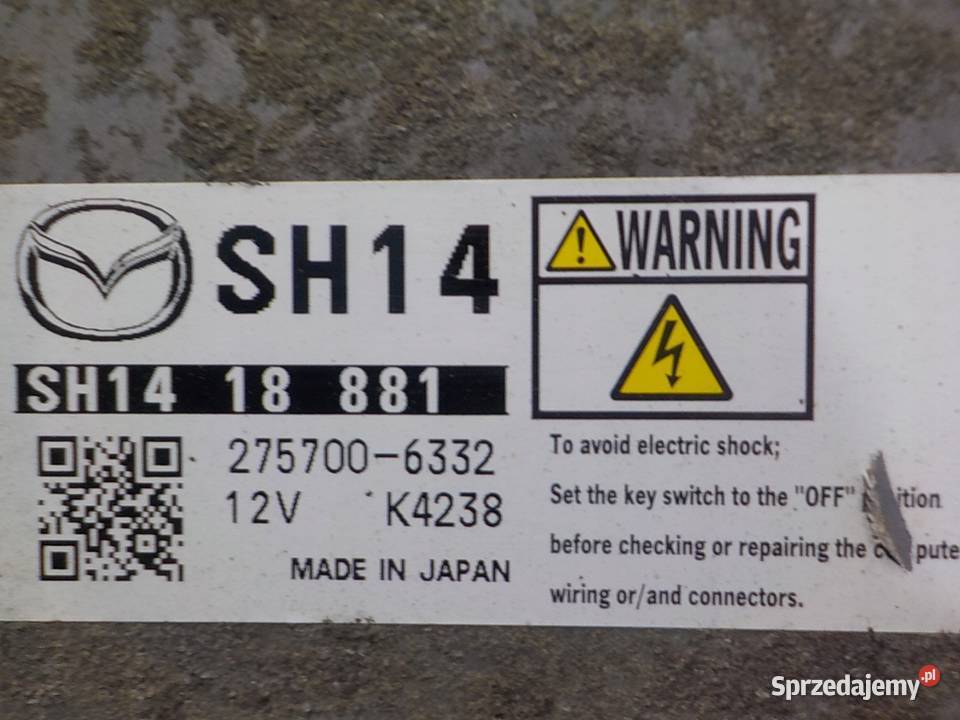 SH14
SH14 18 881
275700-6332
12V K4238
MADE IN JAPAN
WARNING
To avoid electric shock;
Set the key switch to the "OFF"
before checking or repairing the
wiring or/and connectors.
Sprzedajemy.pl